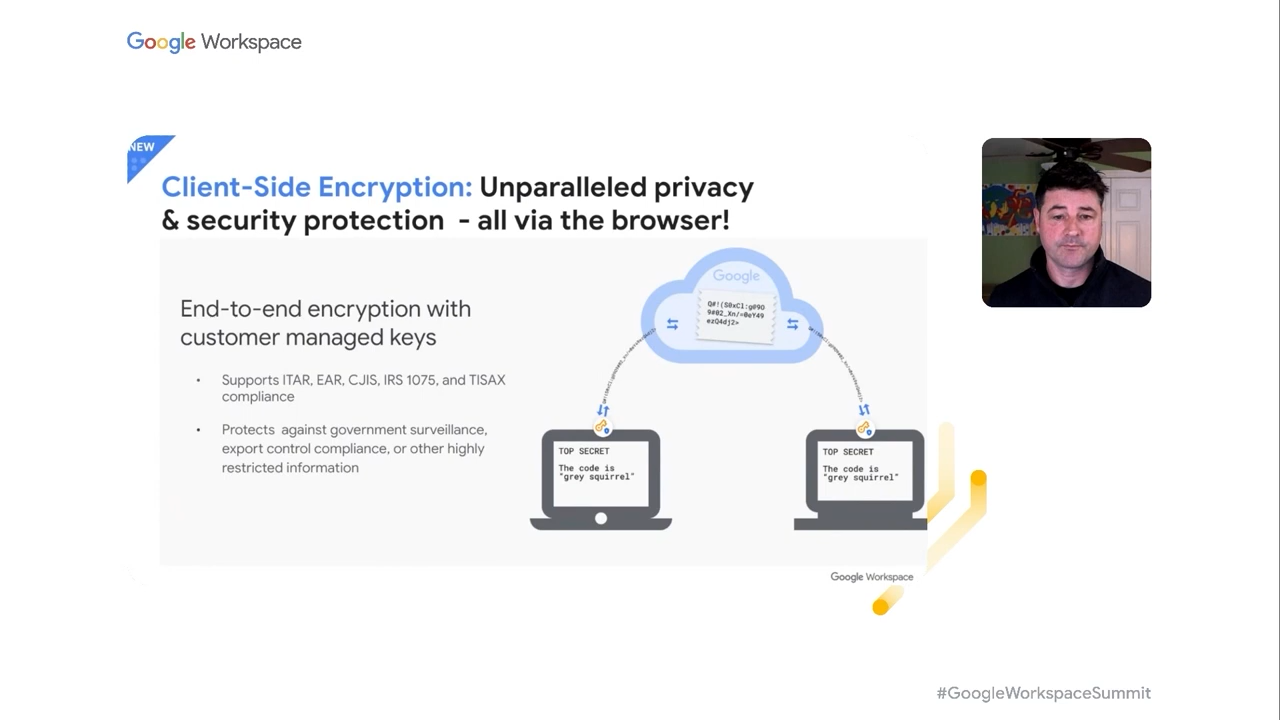 Google Workspace
NEW
Client-Side Encryption: Unparalleled privacy
& security protection - all via the browser!
End-to-end encryption with
customer managed keys
• Supports ITAR, EAR, CJIS, IRS 1075, and TISAX
compliance
• Protects against government surveillance,
export control compliance, or other highly
restricted information
Google
TOP SECRET
The code is
"grey squirrel"
TOP SECRET
The code is
"grey squirrel"
Google Workspace
#GoogleWorkspaceSummit